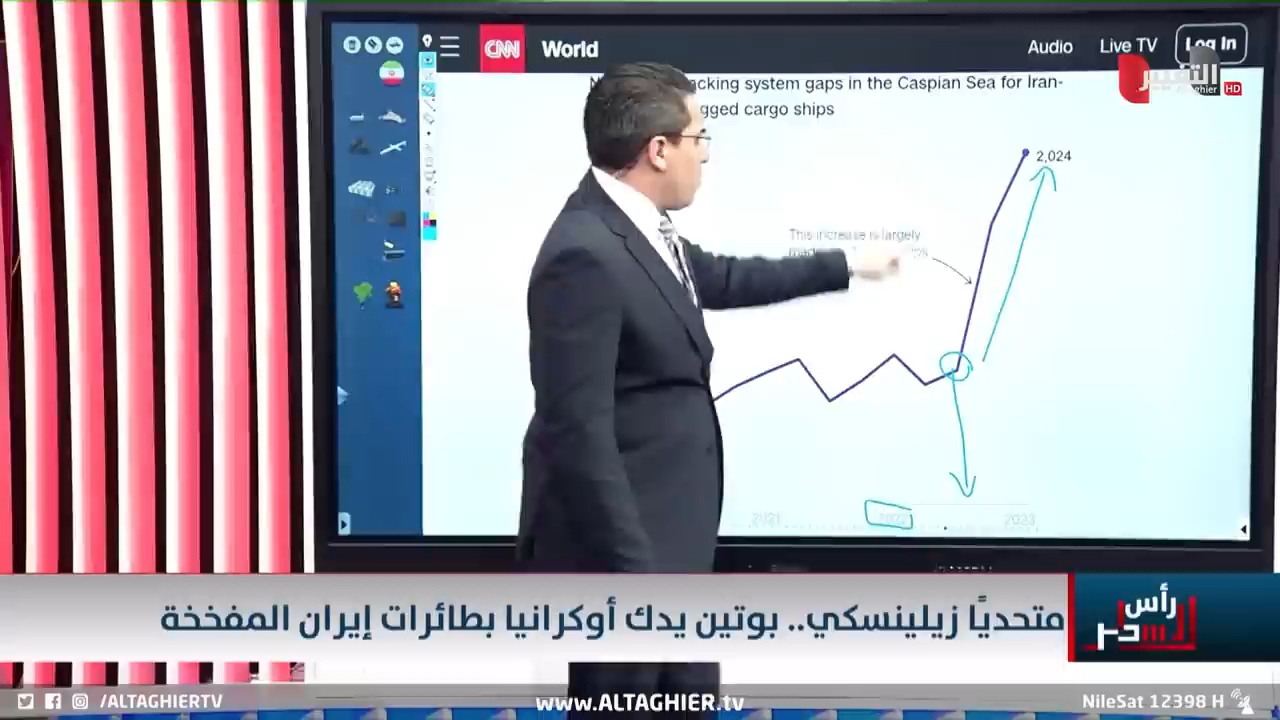 CNN World
Audio
Live TV
Log In
التغيير
HD
acking system gaps in the Caspian Sea for Iran-
gged cargo ships
2,024
This increase is largely
2021
2022
2023
متحديًا زيلينسكي.. بوتين يدك أوكرانيا بطائرات إيران المفخخة
رأس
السطر
/ALTAGHIERTV
www.ALTAGHIER.tv
NileSat 12398 H